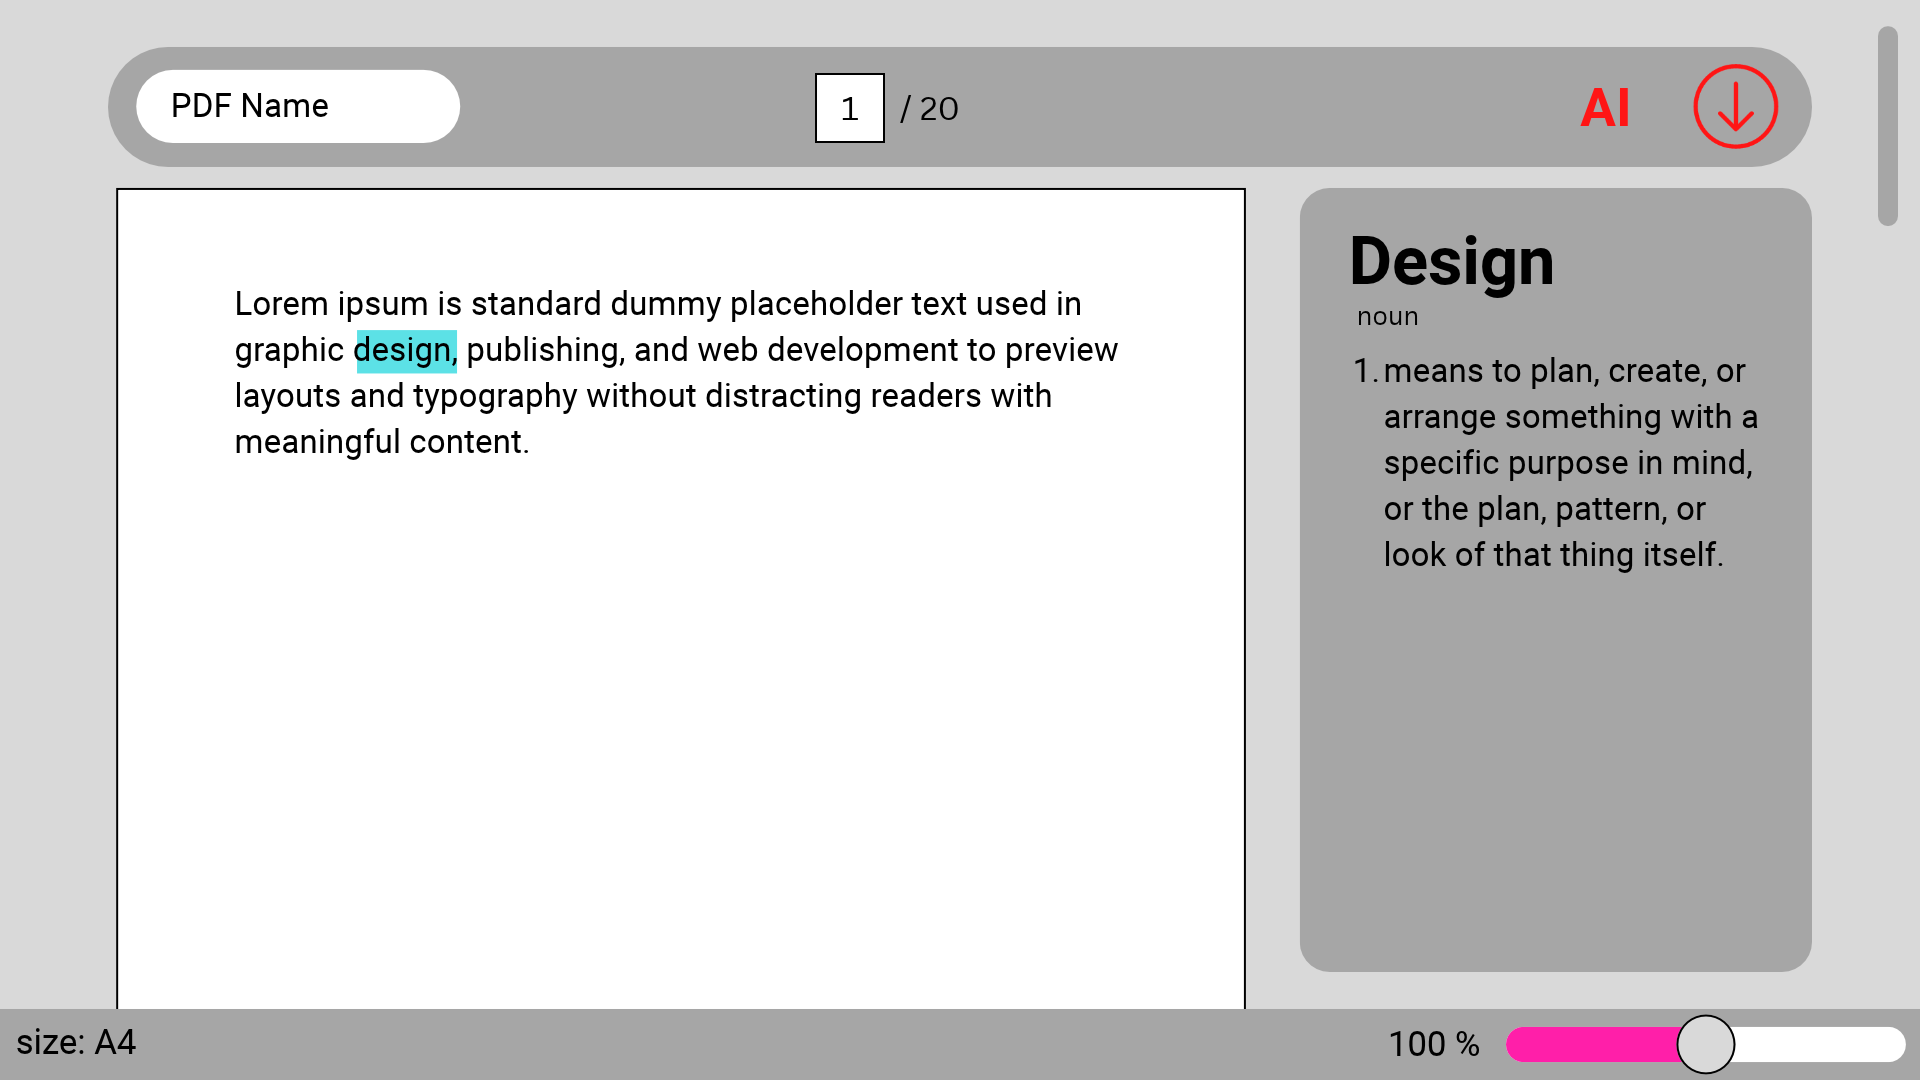 PDF Name
1 / 20
AI
Lorem ipsum is standard dummy placeholder text used in
graphic design, publishing, and web development to preview
layouts and typography without distracting readers with
meaningful content.
Design
noun
1. means to plan, create, or
arrange something with a
specific purpose in mind,
or the plan, pattern, or
look of that thing itself.
size: A4
100 %